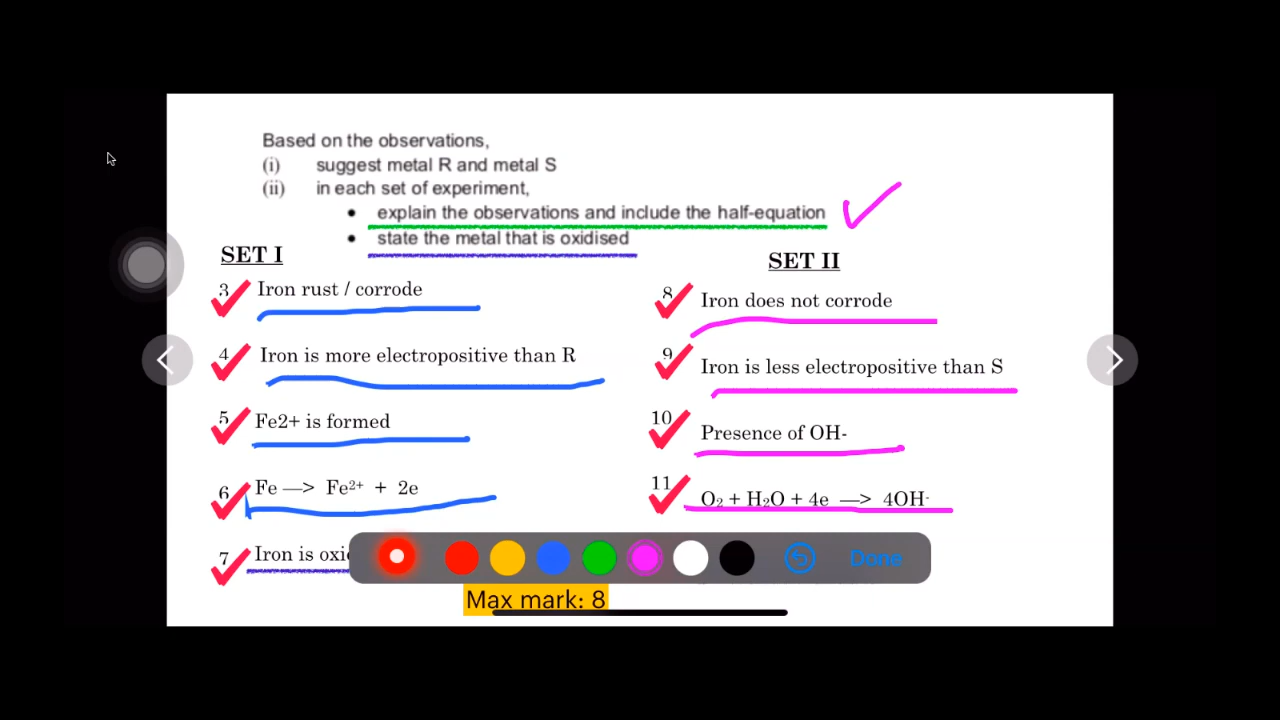 Based on the observations,
(i) suggest metal R and metal S
(ii) in each set of experiment,
• explain the observations and include the half-equation
• state the metal that is oxidised
SET I
3 Iron rust / corrode
4 Iron is more electropositive than R
5 Fe2+ is formed
6 Fe —> Fe²⁺ + 2e
7 Iron is
SET II
8 Iron does not corrode
9 Iron is less electropositive than S
10 Presence of OH-
11 O₂ + H₂O + 4e —> 4OH⁻
Done
Max mark: 8